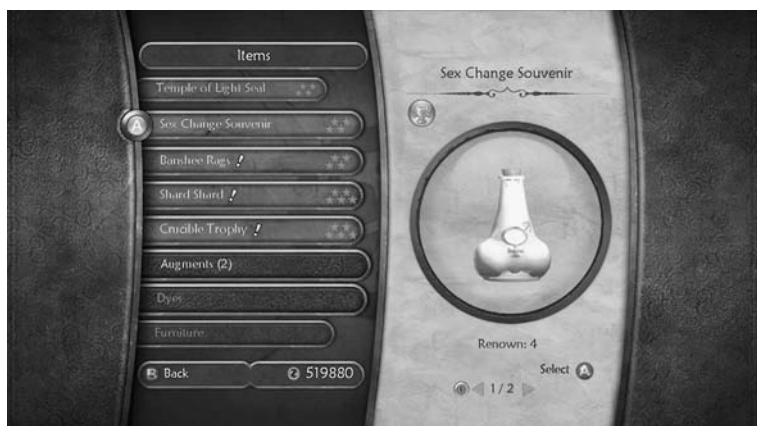 Items
Temple of Light Seal
A
Sex Change Souvenir
Banshee Rags !
Shard Shard !
Crucible Trophy !
Augments (2)
Dyes
Furniture
B Back
519880
Sex Change Souvenir
Renown: 4
Select A
1 / 2